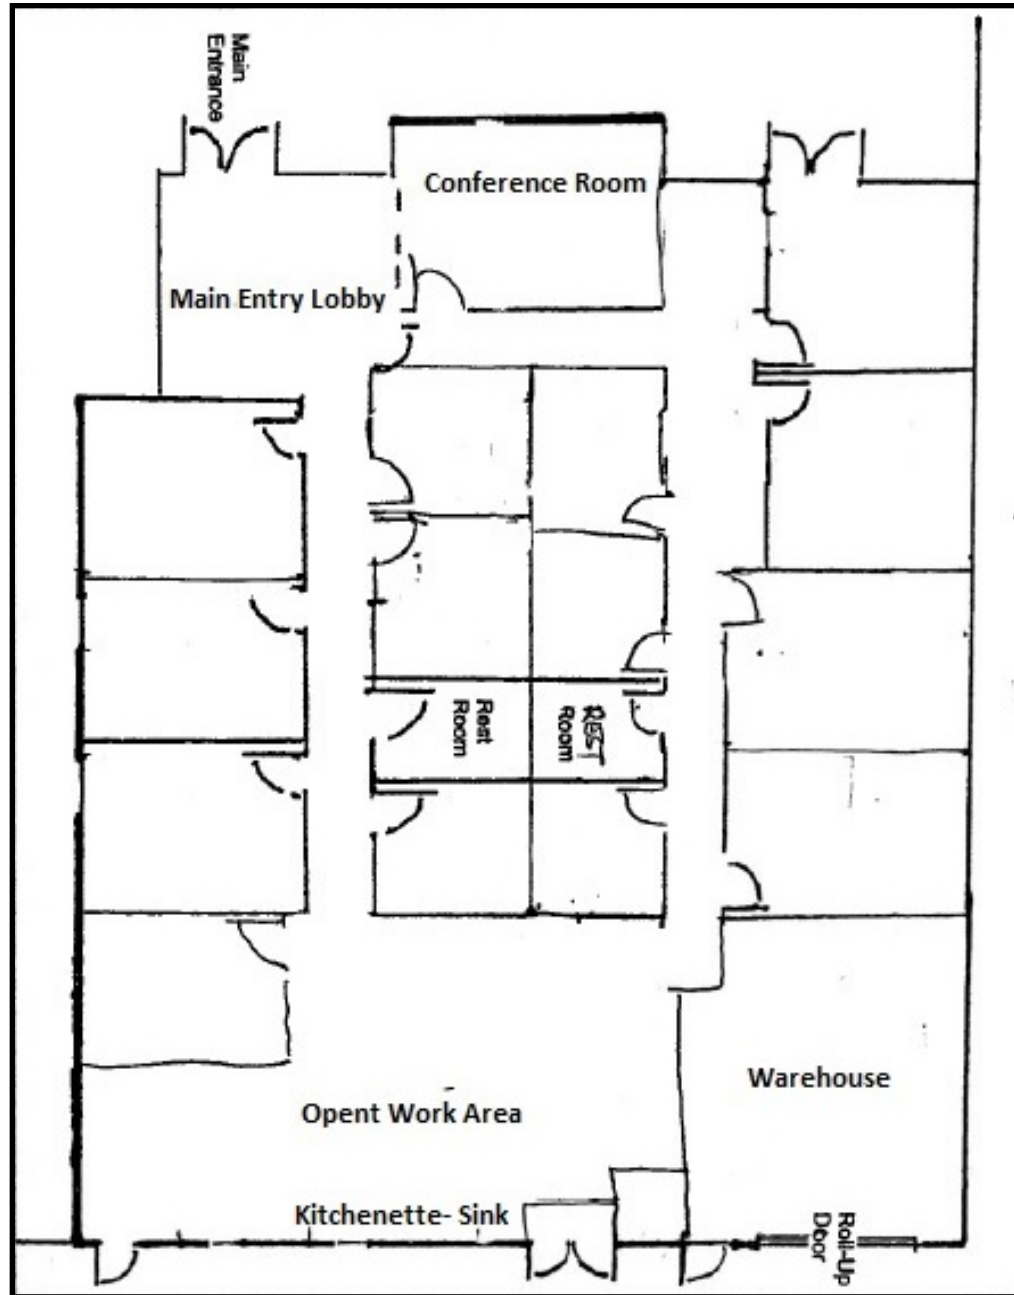 Main
Entrance
Conference Room
Main Entry Lobby
Rest
Room
REST
Room
Warehouse
Opent Work Area
Kitchenette- Sink
Roll-Up
Door